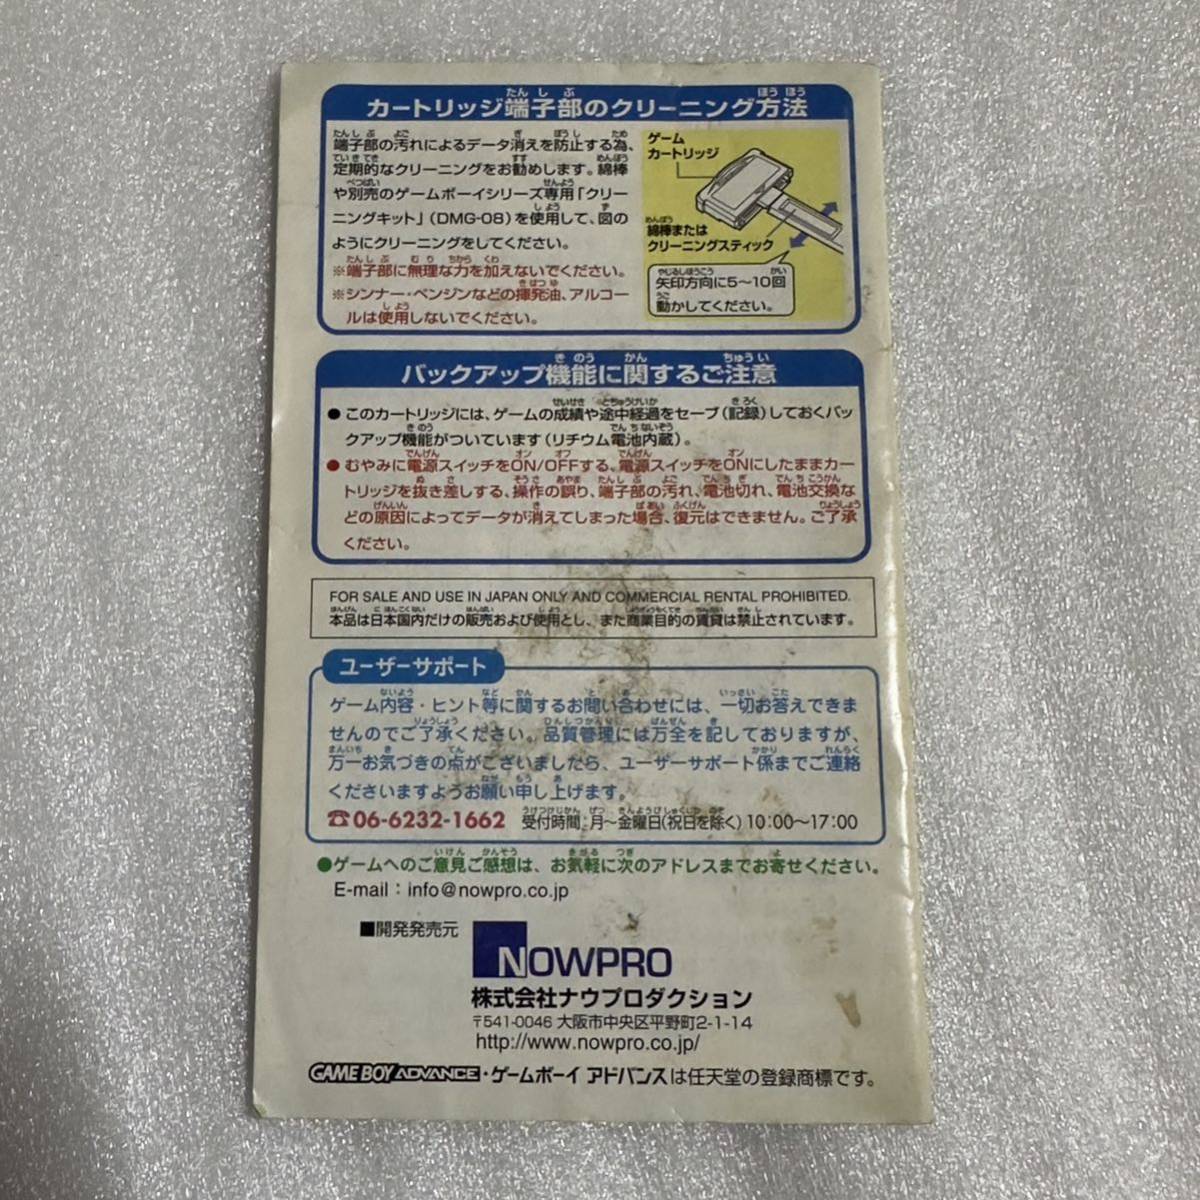 カートリッジ端子部のクリーニング方法
端子部の汚れによるデータ消えを防止する為、
定期的なクリーニングをお勧めします。綿棒
や別売のゲームボーイシリーズ専用「クリー
ニングキット」(DMG-08)を使用して、図の
ようにクリーニングをしてください。
※端子部に無理な力を加えないでください。
※シンナー・ベンジンなどの揮発油、アルコー
ルは使用しないでください。
ゲーム
カートリッジ
綿棒または
クリーニングスティック
矢印方向に5〜10回
動かしてください。
バックアップ機能に関するご注意
●このカートリッジには、ゲームの成績や途中経過をセーブ(記録)しておくバッ
クアップ機能がついています(リチウム電池内蔵)。
●むやみに電源スイッチをON/OFFする、電源スイッチをONにしたままカー
トリッジを抜き差しする、操作の誤り、端子部の汚れ、電池切れ、電池交換な
どの原因によってデータが消えてしまった場合、復元はできません。ご了承
ください。
FOR SALE AND USE IN JAPAN ONLY AND COMMERCIAL RENTAL PROHIBITED.
本品は日本国内だけの販売および使用とし、また商業目的の賃貸は禁止されています。
ユーザーサポート
ゲーム内容・ヒント等に関するお問い合わせには、一切お答えできま
せんのでご了承ください。品質管理には万全を記しておりますが、
万一お気づきの点がございましたら、ユーザーサポート係までご連絡
くださいますようお願い申し上げます。
☎06-6232-1662 受付時間:月〜金曜日(祝日を除く)10:00〜17:00
●ゲームへのご意見ご感想は、お気軽に次のアドレスまでお寄せください。
E-mail:info@nowpro.co.jp
■開発発売元
NOWPRO
株式会社ナウプロダクション
〒541-0046 大阪市中央区平野町2-1-14
http://www.nowpro.co.jp/
GAME BOY ADVANCE・ゲームボーイ アドバンスは任天堂の登録商標です。